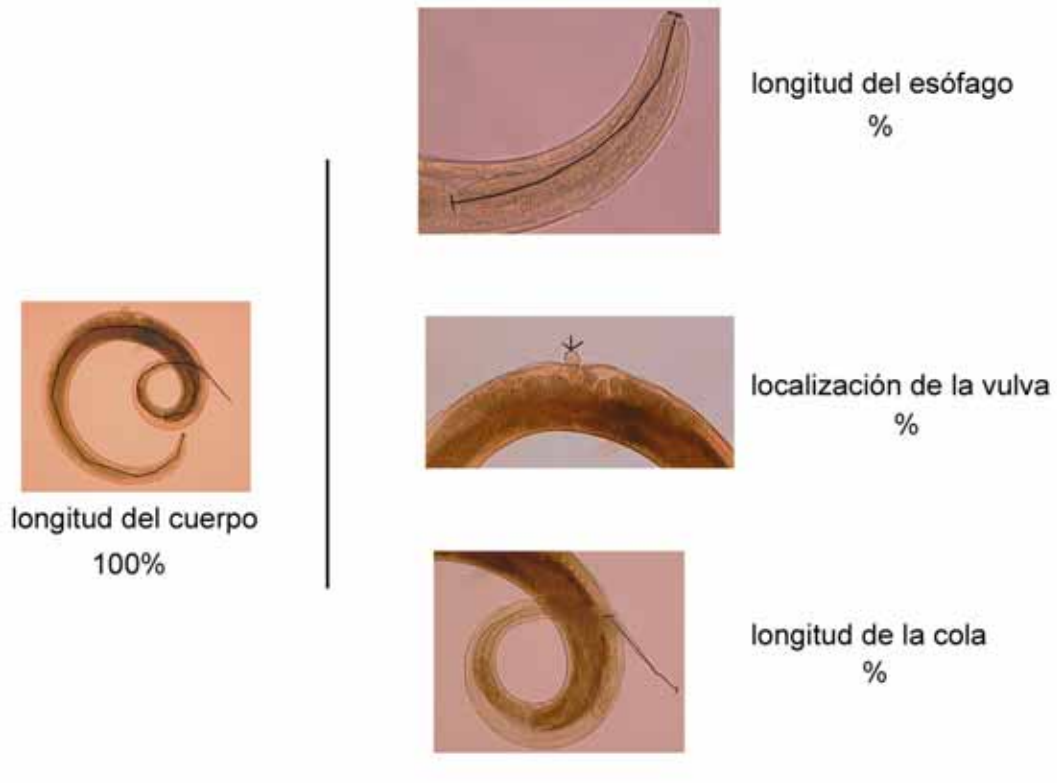 longitud del esófago
%
localización de la vulva
%
longitud del cuerpo
100%
longitud de la cola
%